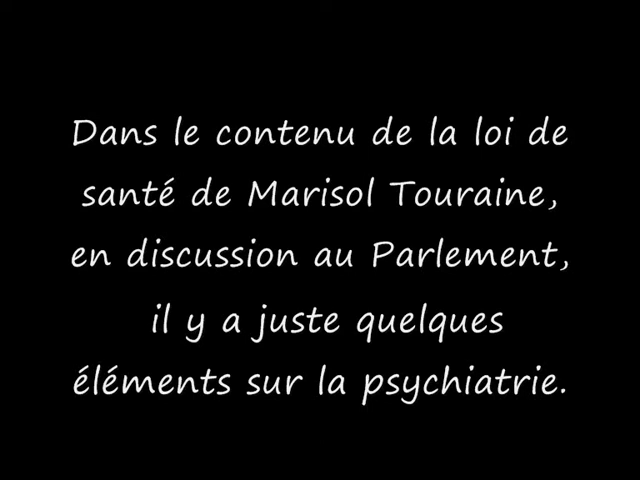 Dans le contenu de la loi de
santé de Marisol Touraine,
en discussion au Parlement,
il y a juste quelques
éléments sur la psychiatrie.